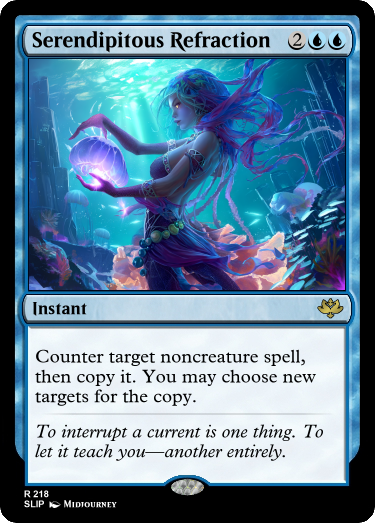 Serendipitous Refraction 2
Instant
Counter target noncreature spell,
then copy it. You may choose new
targets for the copy.
To interrupt a current is one thing. To
let it teach you—another entirely.
R 218
SLIP Midjourney